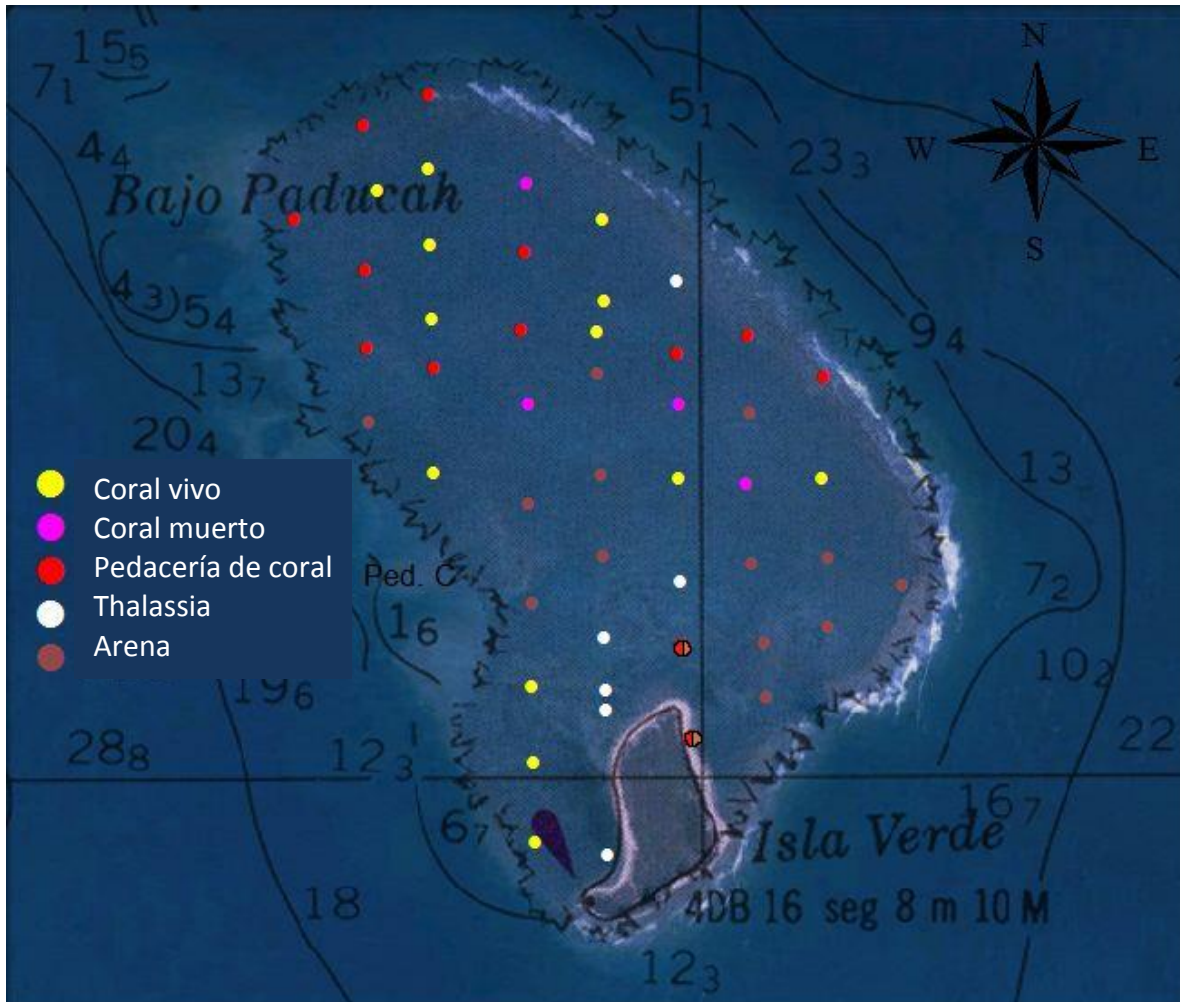 15
15₅
N
7₁
5₁
4₄
W E
23₃
Bajo Paducah
S
4₃) 5₄
9₄
13₇
20₄
13
Coral vivo
Coral muerto
Pedacería de coral
Thalassia
Arena
Ped. C
7₂
1₆
10₂
19₆
28₈
12₃
22
16₇
6₇
Isla Verde
18
4DB 16 seg 8 m 10 M
12₃